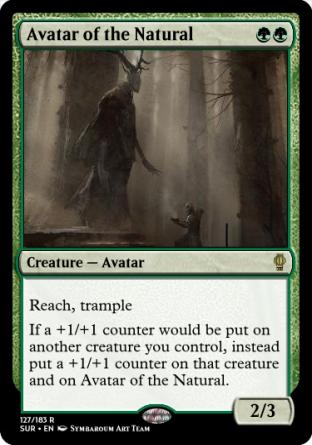 Avatar of the Natural
Creature — Avatar
Reach, trample
If a +1/+1 counter would be put on
another creature you control, instead
put a +1/+1 counter on that creature
and on Avatar of the Natural.
127/183 R
SUR • EN Symbaroum Art Team
2/3